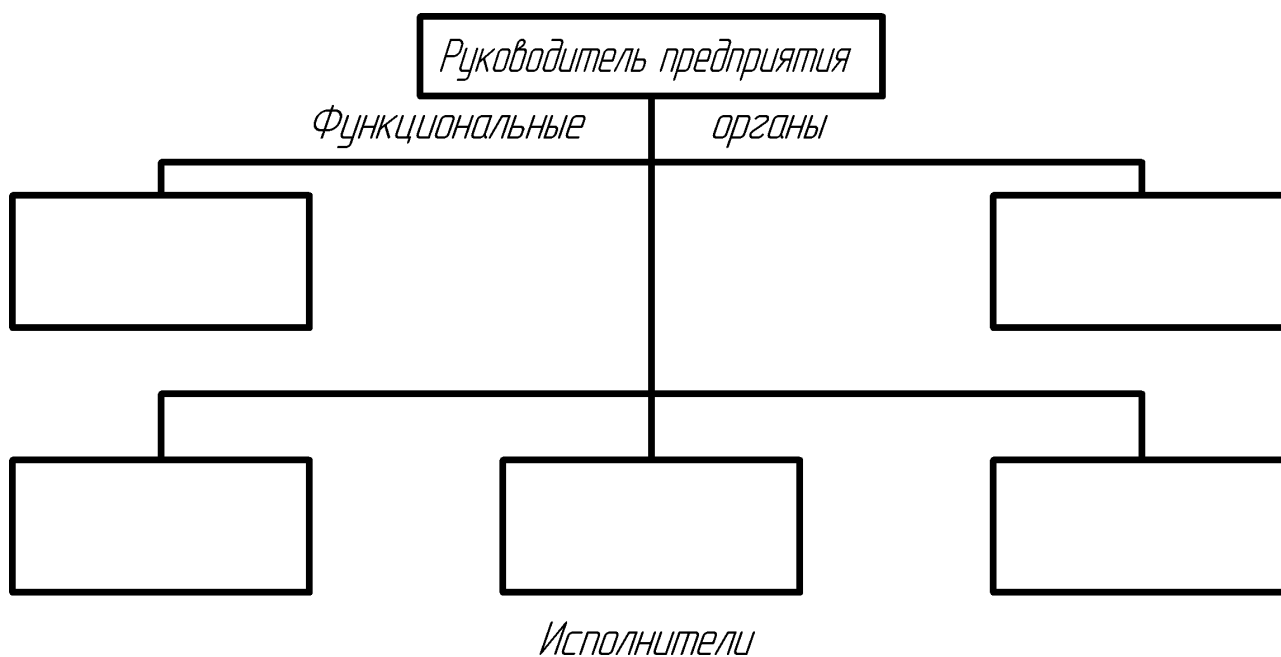 Руководитель предприятия
Функциональные органы
Исполнители